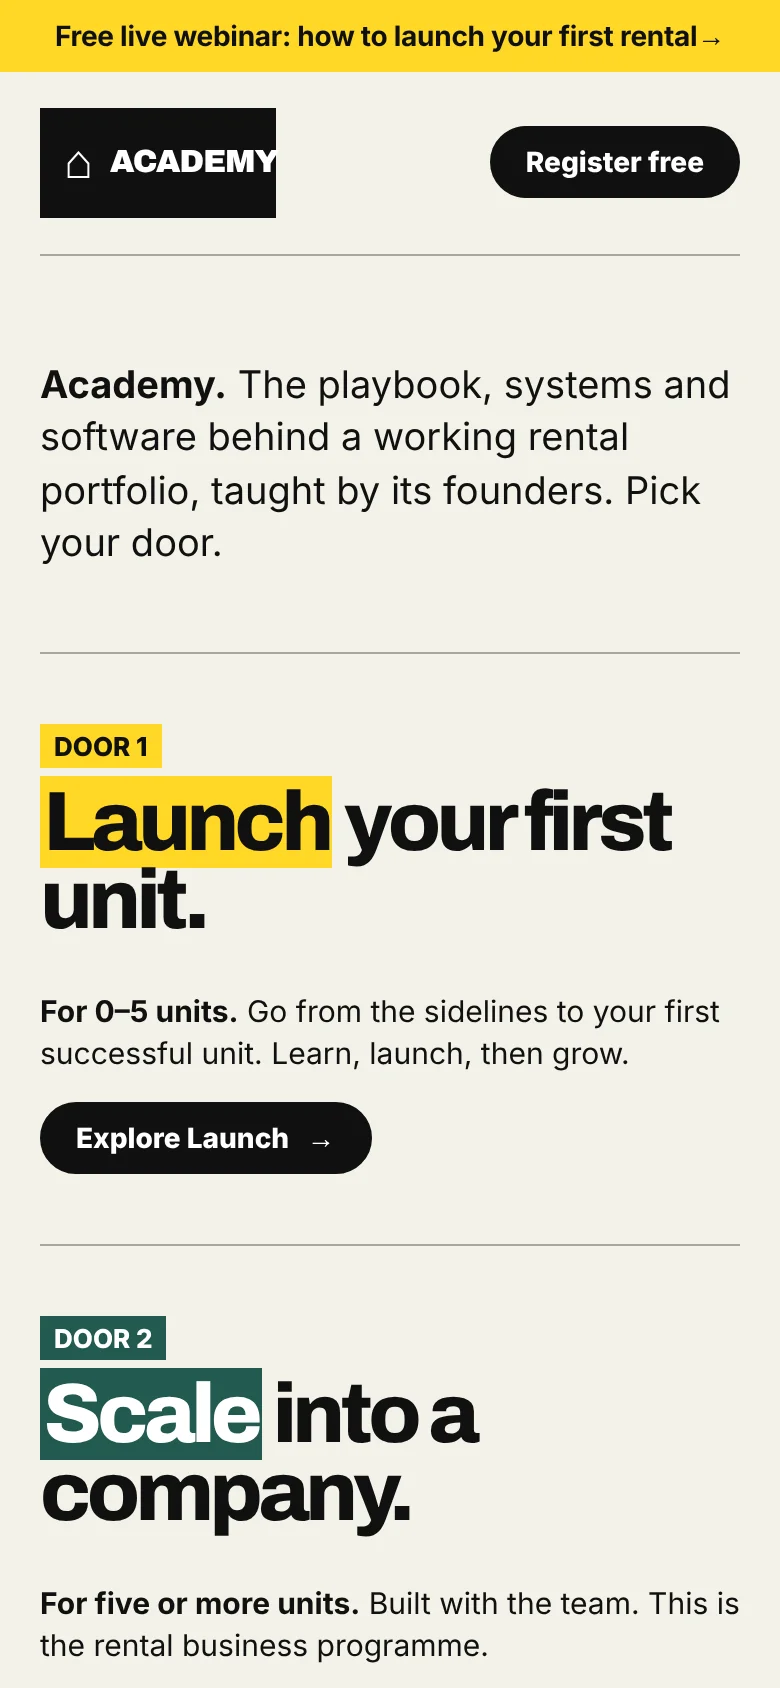 Free live webinar: how to launch your first rental→
ACADEMY
Register free
Academy. The playbook, systems and
software behind a working rental
portfolio, taught by its founders. Pick
your door.
DOOR 1
Launch your first
unit.
For 0–5 units. Go from the sidelines to your first
successful unit. Learn, launch, then grow.
Explore Launch →
DOOR 2
Scale into a
company.
For five or more units. Built with the team. This is
the rental business programme.